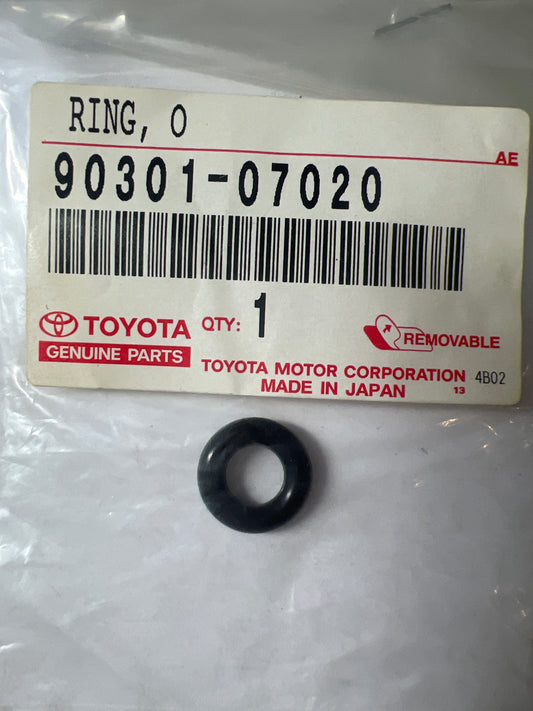 RING, O
AE
90301-07020
TOYOTA QTY: 1 REMOVABLE
GENUINE PARTS
TOYOTA MOTOR CORPORATION 4B02
MADE IN JAPAN 13